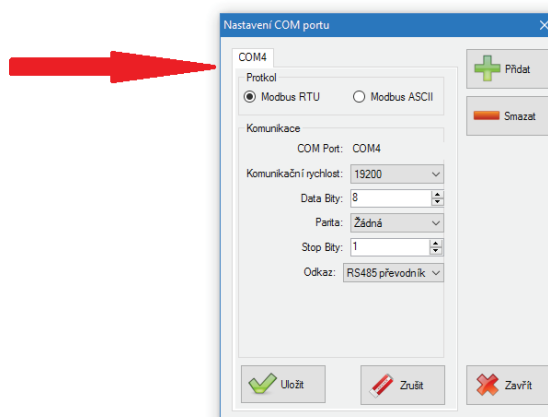 Nastavení COM portu
COM4
Protkol
Modbus RTU
Modbus ASCII
Komunikace
COM Port: COM4
Komunikační rychlost: 19200
Data Bity: 8
Parita: Žádná
Stop Bity: 1
Odkaz: RS485 převodník
Uložit
Zrušit
Přidat
Smazat
Zavřít